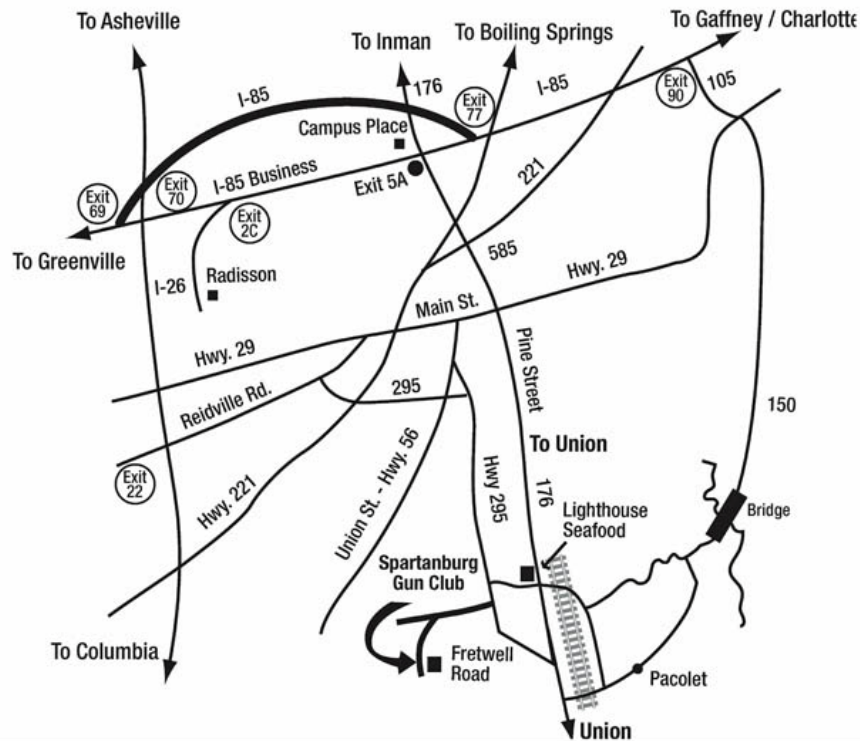 To Asheville
To Inman
To Boiling Springs
To Gaffney / Charlotte
176
I-85
Exit
77
I-85
Exit
90
105
Campus Place
Exit 5A
I-85 Business
Exit
70
Exit
69
Exit
2C
221
To Greenville
585
I-26
Radisson
Hwy. 29
Main St.
Hwy. 29
Pine Street
Reidville Rd.
295
150
Exit
22
To Union
Hwy. 221
Union St. - Hwy. 56
Hwy 295
176
Lighthouse
Seafood
Bridge
Spartanburg
Gun Club
To Columbia
Fretwell
Road
Pacolet
Union